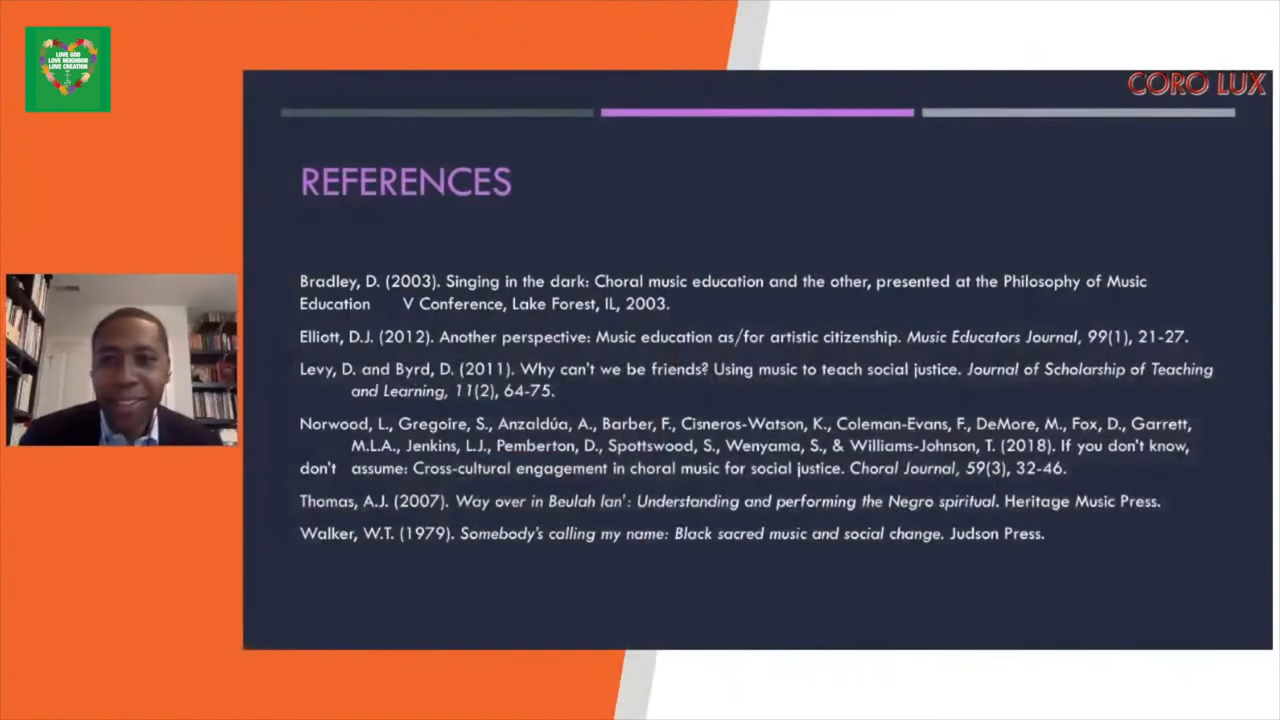 LOVE GOD
LOVE NEIGHBOR
LOVE CREATION
CORO LUX
REFERENCES
Bradley, D. (2003). Singing in the dark: Choral music education and the other, presented at the Philosophy of Music
Education V Conference, Lake Forest, IL, 2003.
Elliott, D.J. (2012). Another perspective: Music education as/for artistic citizenship. Music Educators Journal, 99(1), 21-27.
Levy, D. and Byrd, D. (2011). Why can't we be friends? Using music to teach social justice. Journal of Scholarship of Teaching
and Learning, 11(2), 64-75.
Norwood, L., Gregoire, S., Anzaldúa, A., Barber, F., Cisneros-Watson, K., Coleman-Evans, F., DeMore, M., Fox, D., Garrett,
M.L.A., Jenkins, L.J., Pemberton, D., Spottswood, S., Wenyama, S., & Williams-Johnson, T. (2018). If you don't know,
don't assume: Cross-cultural engagement in choral music for social justice. Choral Journal, 59(3), 32-46.
Thomas, A.J. (2007). Way over in Beulah lan': Understanding and performing the Negro spiritual. Heritage Music Press.
Walker, W.T. (1979). Somebody's calling my name: Black sacred music and social change. Judson Press.